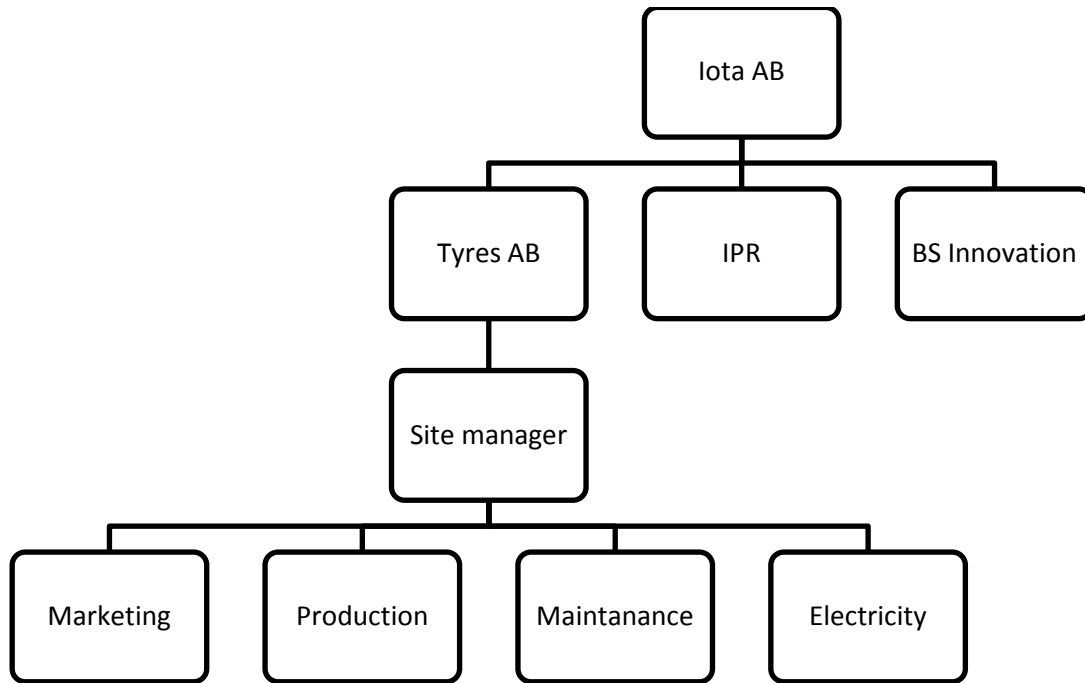 Iota AB
Tyres AB
IPR
BS Innovation
Site manager
Marketing
Production
Maintanance
Electricity